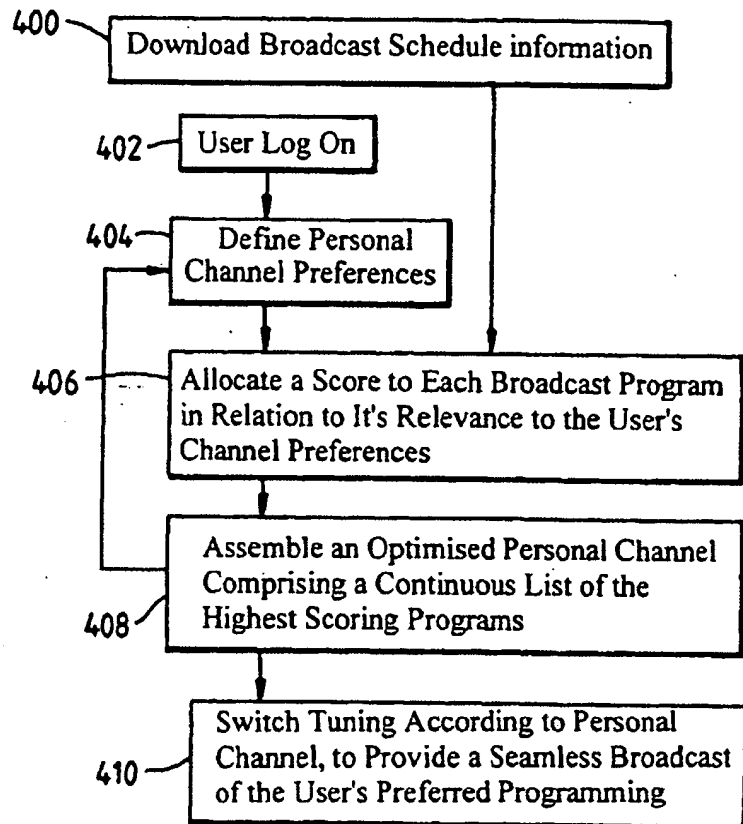 400
Download Broadcast Schedule information
402
User Log On
404
Define Personal
Channel Preferences
406
Allocate a Score to Each Broadcast Program
in Relation to It's Relevance to the User's
Channel Preferences
408
Assemble an Optimised Personal Channel
Comprising a Continuous List of the
Highest Scoring Programs
410
Switch Tuning According to Personal
Channel, to Provide a Seamless Broadcast
of the User's Preferred Programming